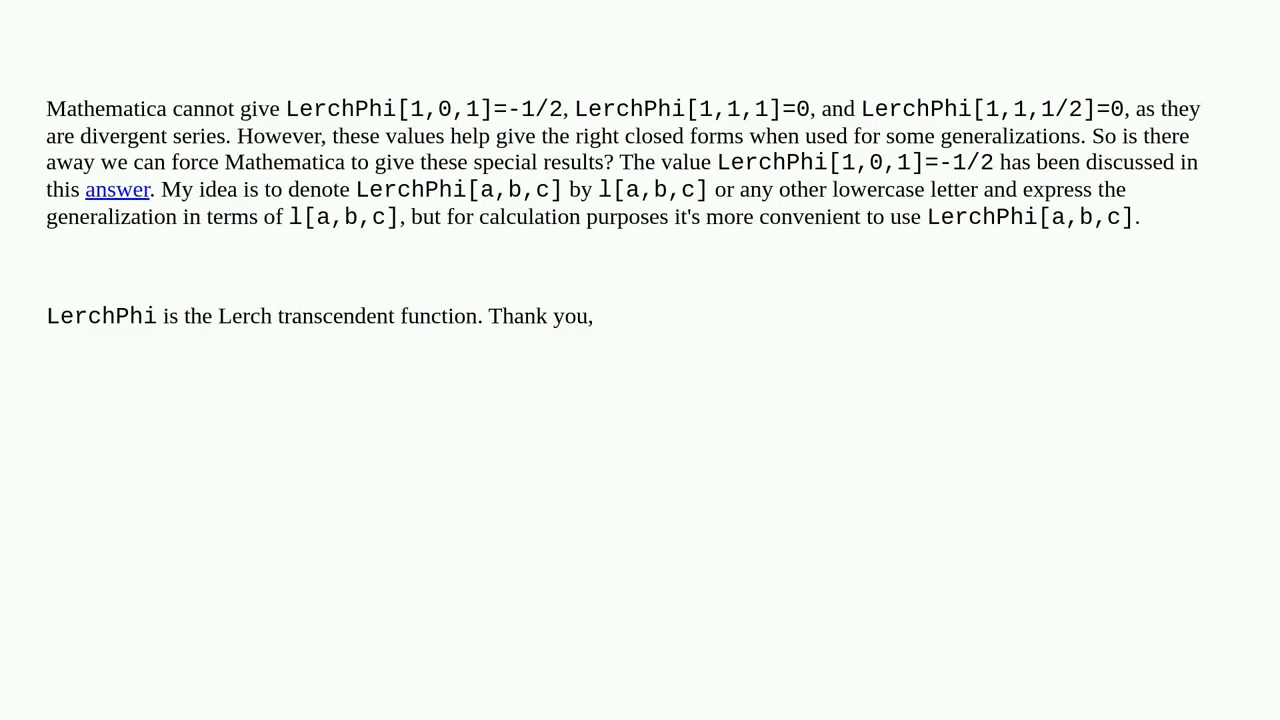 Mathematica cannot give LerchPhi[1,0,1]=-1/2, LerchPhi[1,1,1]=0, and LerchPhi[1,1,1/2]=0, as they
are divergent series. However, these values help give the right closed forms when used for some generalizations. So is there
away we can force Mathematica to give these special results? The value LerchPhi[1,0,1]=-1/2 has been discussed in
this answer. My idea is to denote LerchPhi[a,b,c] by l[a,b,c] or any other lowercase letter and express the
generalization in terms of l[a,b,c], but for calculation purposes it's more convenient to use LerchPhi[a,b,c].
LerchPhi is the Lerch transcendent function. Thank you,